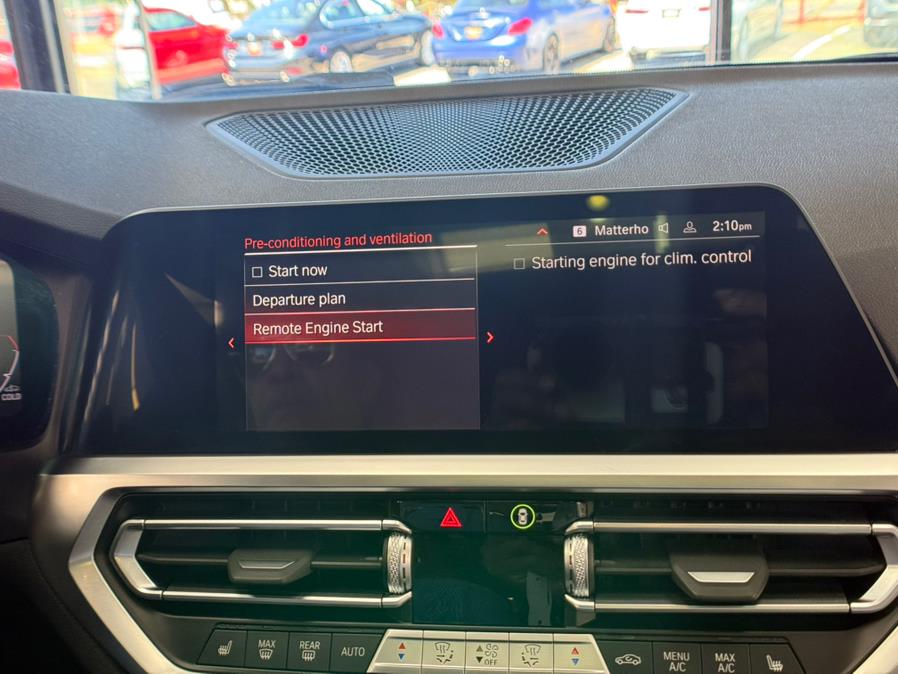 Pre-conditioning and ventilation
6 Matterho 2:10pm
Start now
Starting engine for clim. control
Departure plan
Remote Engine Start
COLD
MAX
REAR
AUTO
OFF
MENU
A/C
MAX
A/C